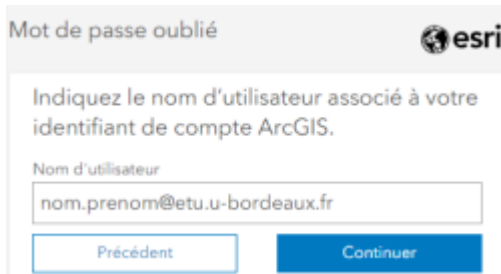 Mot de passe oublié
esri
Indiquez le nom d'utilisateur associé à votre
identifiant de compte ArcGIS.
Nom d'utilisateur
nom.prenom@etu.u-bordeaux.fr
Précédent
Continuer